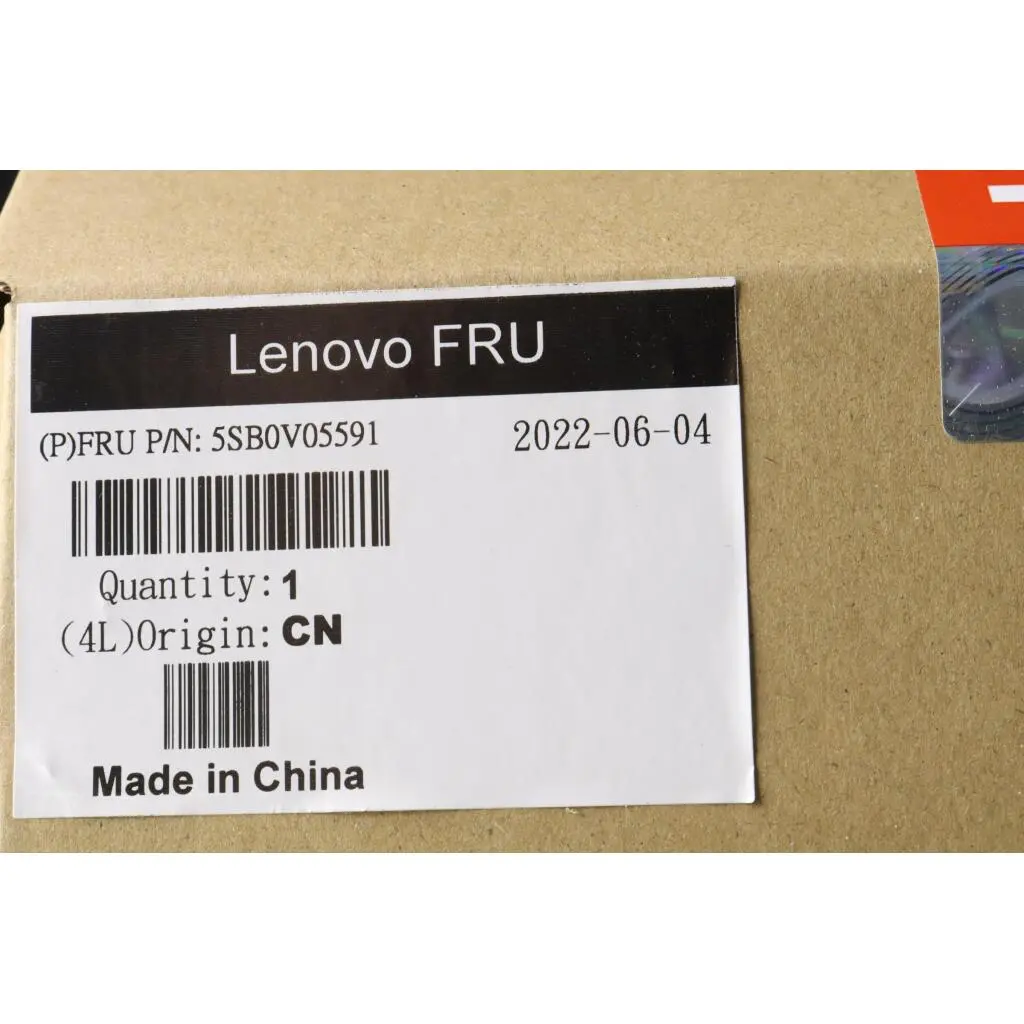 Lenovo FRU
(P)FRU P/N: 5SB0V05591
2022-06-04
Quantity: 1
(4L)Origin: CN
Made in China